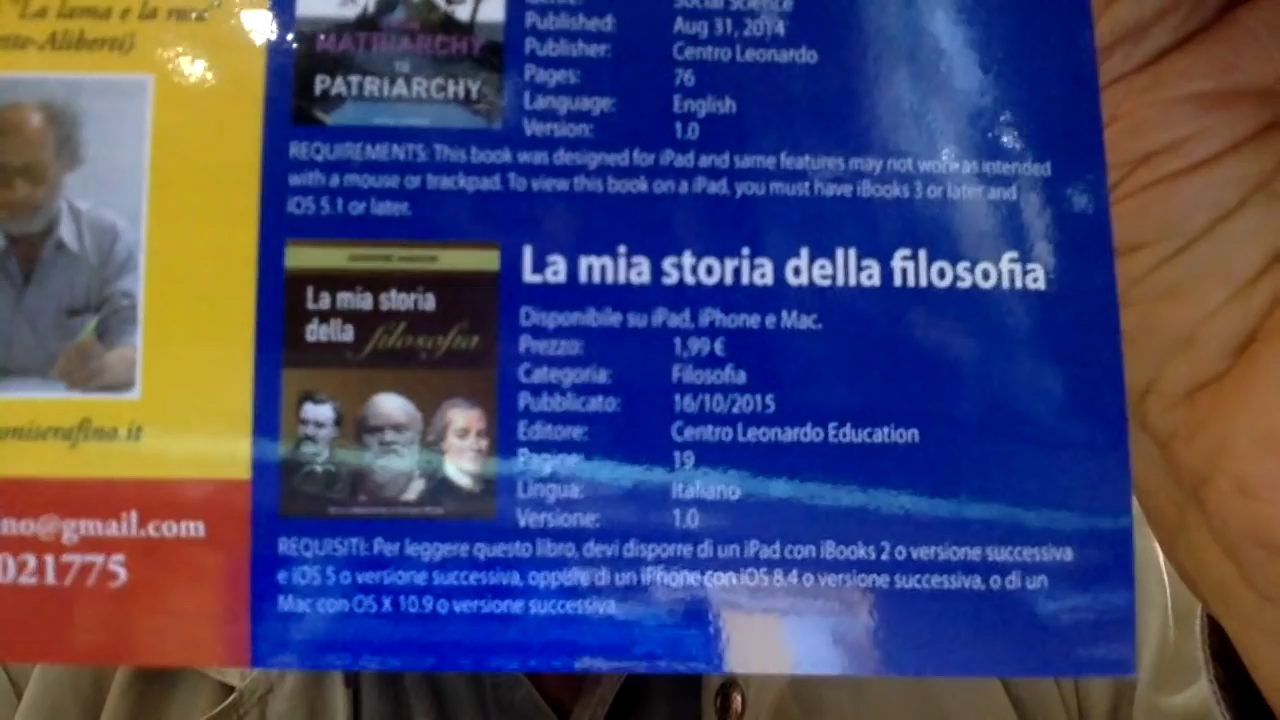 "La lama e la
Aliberti)
oniserafino.it
no@gmail.com
021775
MATRIARCHY
TO
PATRIARCHY
Social Science
Published: Aug 31, 2014
Publisher: Centro Leonardo
Pages: 76
Language: English
Version: 1.0
REQUIREMENTS: This book was designed for iPad and same features may not work as intended
with a mouse or trackpad. To view this book on a iPad, you must have iBooks 3 or later and
iOS 5.1 or later.
La mia storia
della filosofia
La mia storia della filosofia
Disponibile su iPad, iPhone e Mac.
Prezzo: 1,99 €
Categoria: Filosofia
Pubblicato: 16/10/2015
Editore: Centro Leonardo Education
Pagine: 19
Lingua: Italiano
Versione: 1.0
REQUISITI: Per leggere questo libro, devi disporre di un iPad con iBooks 2 o versione successiva
e iOS 5 o versione successiva, oppure di un iPhone con iOS 8.4 o versione successiva, o di un
Mac con OS X 10.9 o versione successiva.